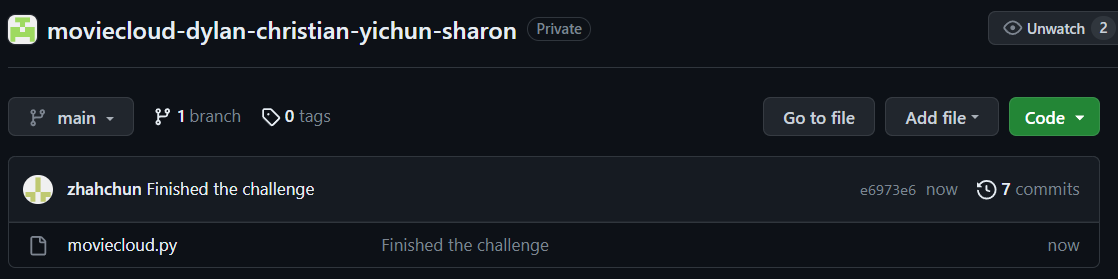 moviecloud-dylan-christian-yichun-sharon Private Unwatch 2
main 1 branch 0 tags Go to file Add file Code
zhahchun Finished the challenge e6973e6 now 7 commits
moviecloud.py Finished the challenge now